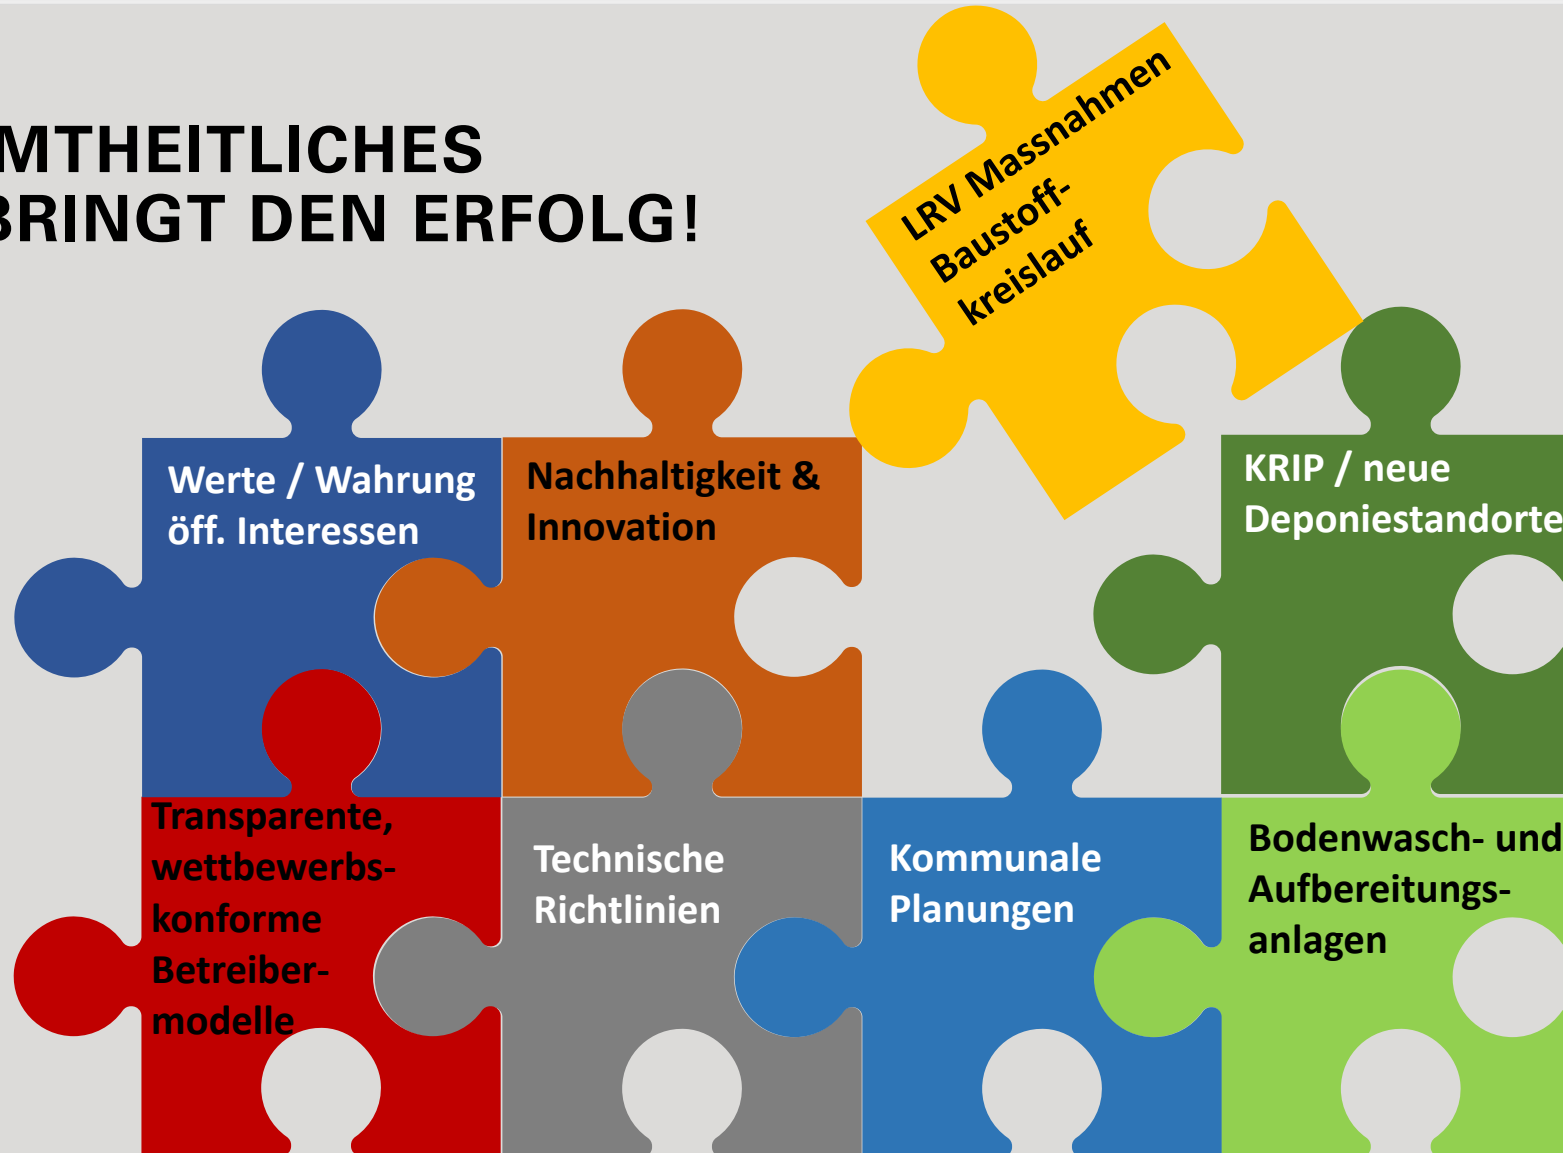 MTHEITLICHES
BRINGT DEN ERFOLG!
LRV Massnahmen
Baustoff-
kreislauf
Werte / Wahrung
öff. Interessen
Nachhaltigkeit &
Innovation
KRIP / neue
Deponiestandorte
Transparente,
wettbewerbs-
konforme
Betreiber-
modelle
Technische
Richtlinien
Kommunale
Planungen
Bodenwasch- und
Aufbereitungs-
anlagen